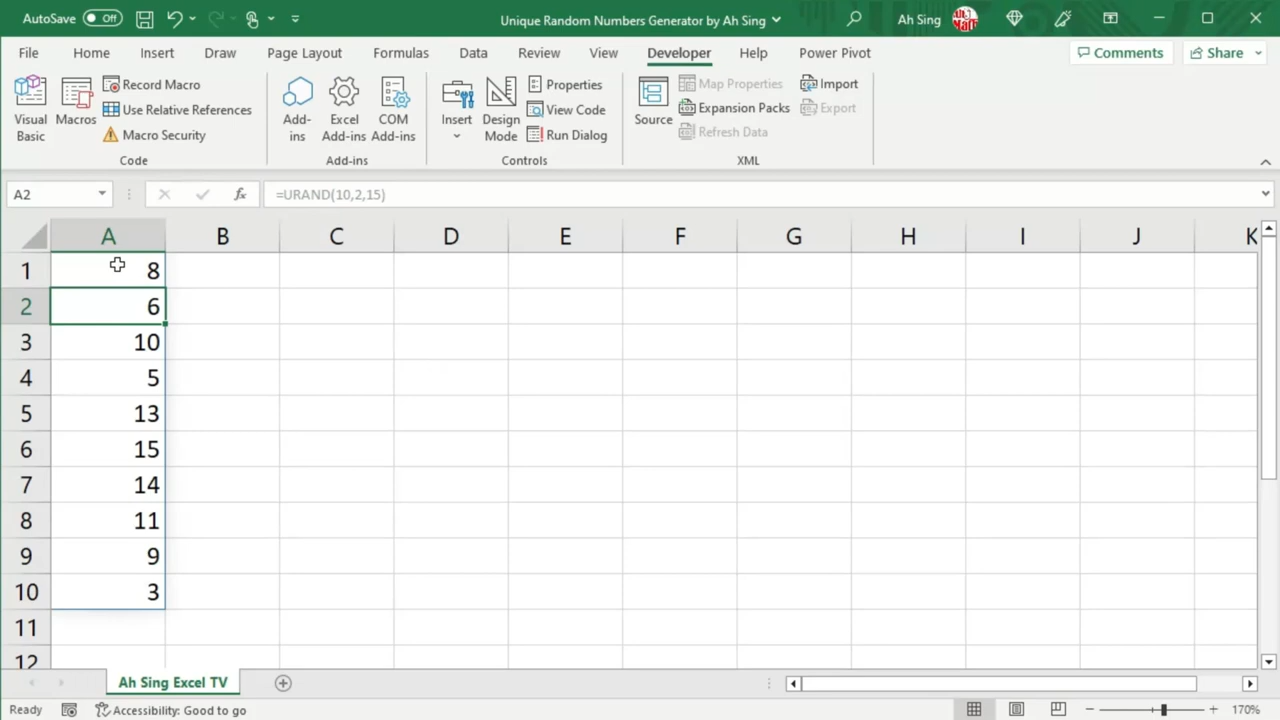 AutoSave Off Unique Random Numbers Generator by Ah Sing Ah Sing
File Home Insert Draw Page Layout Formulas Data Review View Developer Help Power Pivot Comments Share
Visual Basic
Macros
Record Macro
Use Relative References
Macro Security
Code
Add-ins
Excel Add-ins
COM Add-ins
Add-ins
Insert
Design Mode
Properties
View Code
Run Dialog
Controls
Source
Map Properties
Expansion Packs
Refresh Data
Import
Export
XML
A2 fx =URAND(10,2,15)
A B C D E F G H I J K
1 8
2 6
3 10
4 5
5 13
6 15
7 14
8 11
9 9
10 3
11
12
Ah Sing Excel TV
Ready Accessibility: Good to go 170%